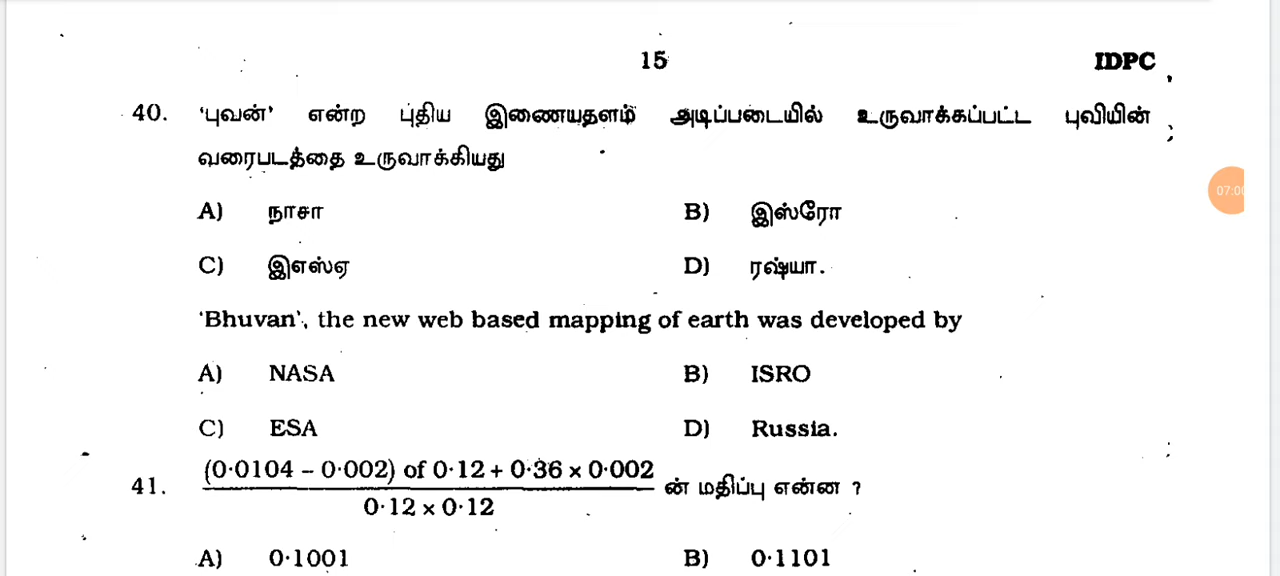 15 IDPC
40. 'புவன்' என்ற புதிய இணையதளம் அடிப்படையில் உருவாக்கப்பட்ட புவியின்
வரைபடத்தை உருவாக்கியது
A) நாசா B) இஸ்ரோ
C) இஎஸ்ஏ D) ரஷ்யா.
'Bhuvan', the new web based mapping of earth was developed by
A) NASA B) ISRO
C) ESA D) Russia.
41. (0·0104 – 0·002) of 0·12 + 0·36 × 0·002
0·12 × 0·12
ன் மதிப்பு என்ன ?
A) 0·1001 B) 0·1101